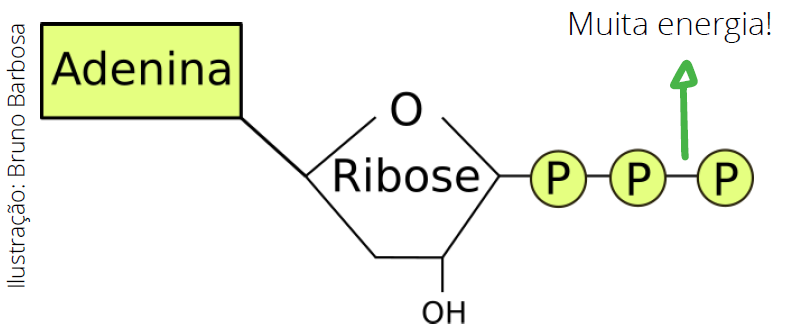 Muita energia!
Adenina
O
Ribose
P P P
OH
Ilustração: Bruno Barbosa